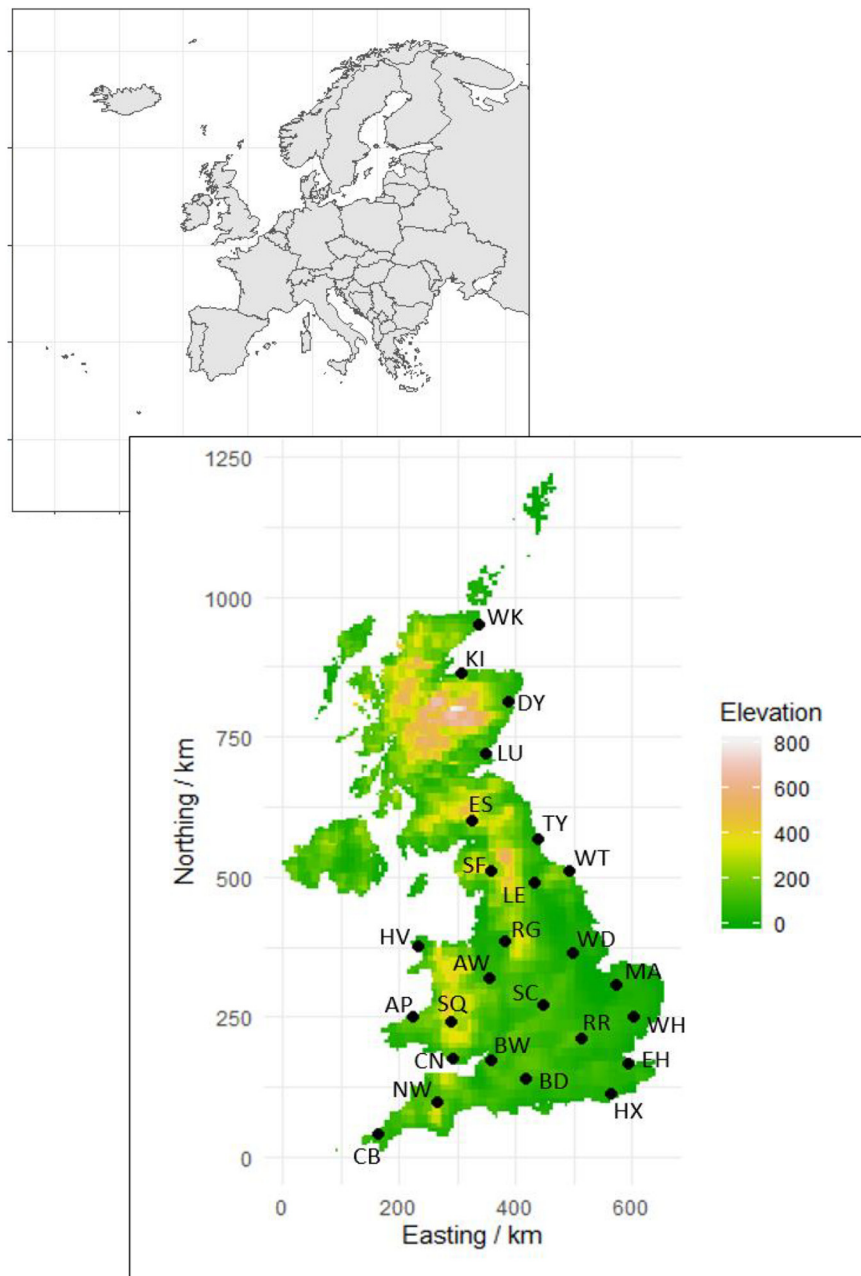 1250
1000
750
500
250
0
Northing / km
0
200
400
600
Easting / km
WK
KI
DY
LU
ES
TY
SF
WT
LE
RG
HV
WD
AW
MA
SC
AP
SQ
RR
WH
CN
BW
EH
NW
BD
HX
CB
Elevation
800
600
400
200
0